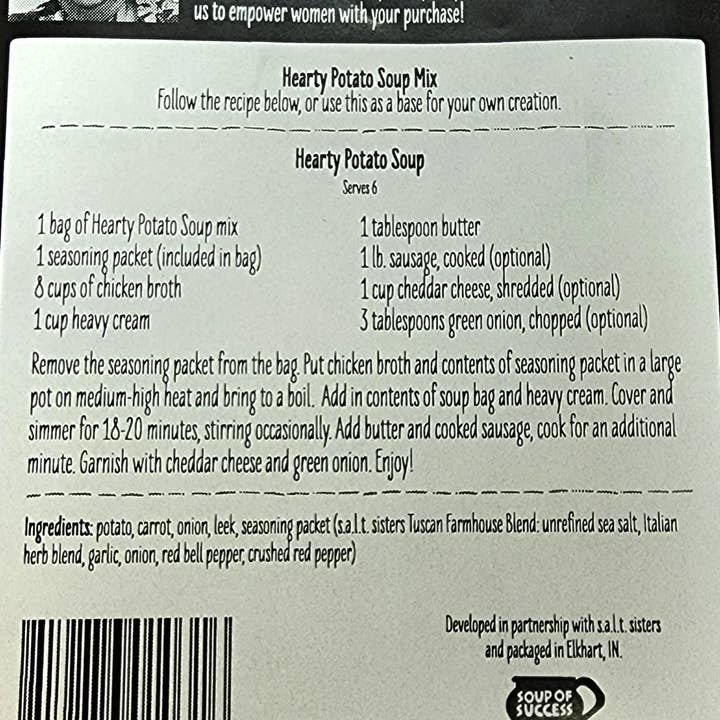 us to empower women with your purchase!
Hearty Potato Soup Mix
Follow the recipe below, or use this as a base for your own creation.
Hearty Potato Soup
Serves 6
1 bag of Hearty Potato Soup mix
1 seasoning packet (included in bag)
8 cups of chicken broth
1 cup heavy cream
1 tablespoon butter
1 lb. sausage, cooked (optional)
1 cup cheddar cheese, shredded (optional)
3 tablespoons green onion, chopped (optional)
Remove the seasoning packet from the bag. Put chicken broth and contents of seasoning packet in a large
pot on medium-high heat and bring to a boil. Add in contents of soup bag and heavy cream. Cover and
simmer for 18-20 minutes, stirring occasionally. Add butter and cooked sausage, cook for an additional
minute. Garnish with cheddar cheese and green onion. Enjoy!
Ingredients: potato, carrot, onion, leek, seasoning packet (s.a.l.t. sisters Tuscan Farmhouse Blend: unrefined sea salt, Italian
herb blend, garlic, onion, red bell pepper, crushed red pepper)
Developed in partnership with s.a.l.t. sisters
and packaged in Elkhart, IN.
SOUP OF
SUCCESS